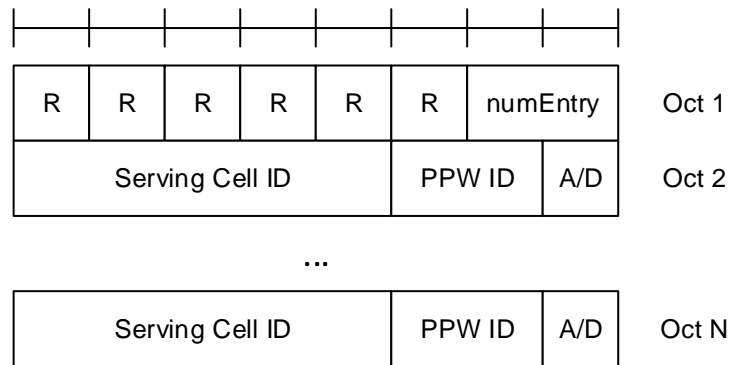 R R R R R R numEntry Oct 1
Serving Cell ID PPW ID A/D Oct 2
...
Serving Cell ID PPW ID A/D Oct N